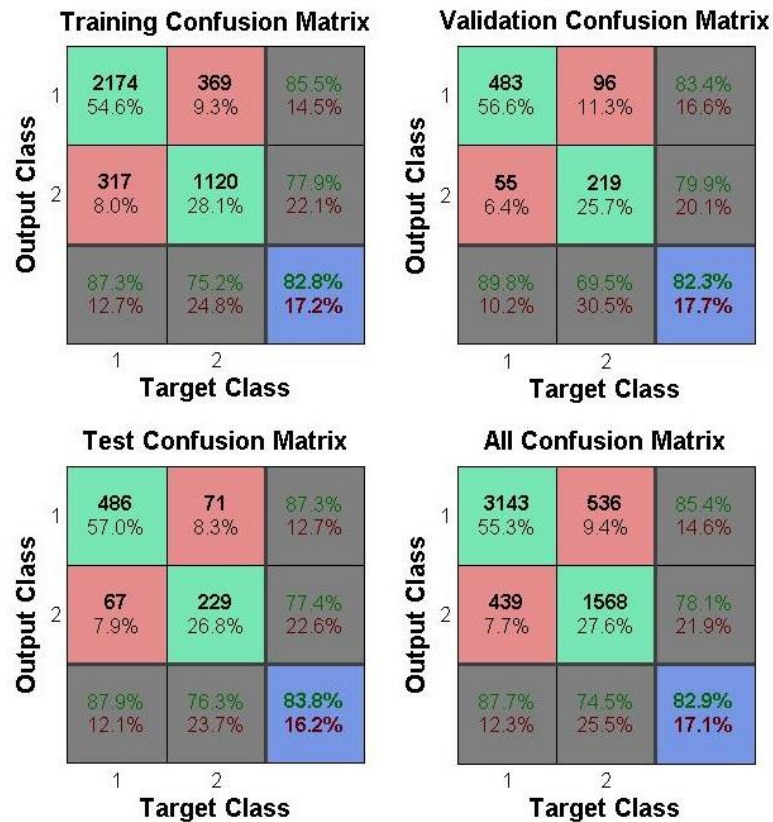 Training Confusion Matrix
Output Class
1 2174 369 85.5%
54.6% 9.3% 14.5%
2 317 1120 77.9%
8.0% 28.1% 22.1%
87.3% 75.2% 82.8%
12.7% 24.8% 17.2%
1 2
Target Class
Validation Confusion Matrix
Output Class
1 483 96 83.4%
56.6% 11.3% 16.6%
2 55 219 79.9%
6.4% 25.7% 20.1%
89.8% 69.5% 82.3%
10.2% 30.5% 17.7%
1 2
Target Class
Test Confusion Matrix
Output Class
1 486 71 87.3%
57.0% 8.3% 12.7%
2 67 229 77.4%
7.9% 26.8% 22.6%
87.9% 76.3% 83.8%
12.1% 23.7% 16.2%
1 2
Target Class
All Confusion Matrix
Output Class
1 3143 536 85.4%
55.3% 9.4% 14.6%
2 439 1568 78.1%
7.7% 27.6% 21.9%
87.7% 74.5% 82.9%
12.3% 25.5% 17.1%
1 2
Target Class